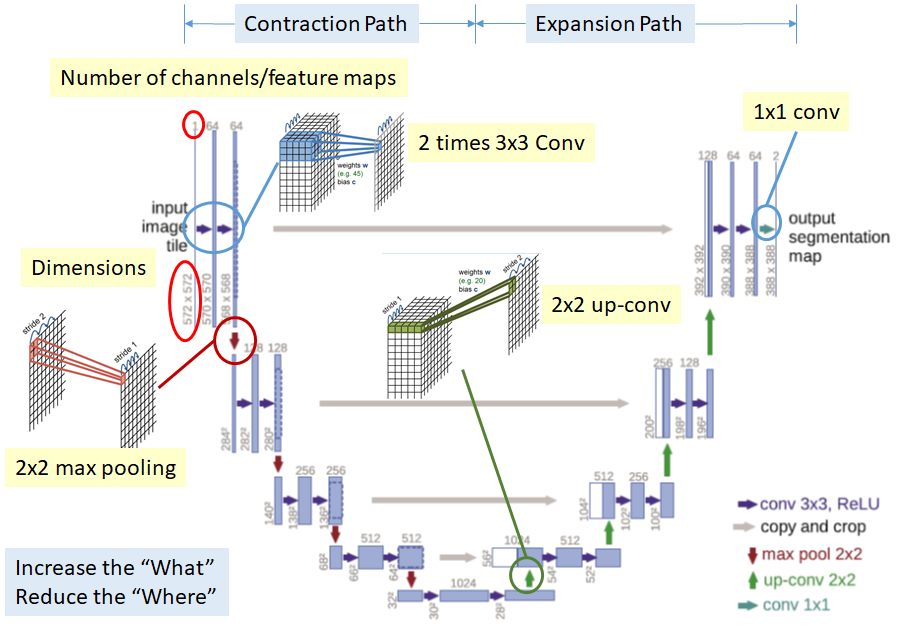 Contraction Path
Expansion Path
Number of channels/feature maps
1 64 64
2 times 3x3 Conv
weights w
(e.g. 45)
bias c
1x1 conv
128 64 64 2
input
image
tile
output
segmentation
map
Dimensions
572 x 572
570 x 570
568 x 568
392 x 392
390 x 390
388 x 388
388 x 388
stride 2
stride 1
2x2 max pooling
stride 1
weights w
(e.g. 20)
bias c
stride 2
2x2 up-conv
128 128
284²
282²
280²
256 128
200²
198²
196²
256 256
140²
138²
136²
512 256
104²
102²
100²
512 512
68²
66²
64²
1024 512
56²
54²
52²
1024
32²
30²
28²
conv 3x3, ReLU
copy and crop
max pool 2x2
up-conv 2x2
conv 1x1
Increase the “What”
Reduce the “Where”